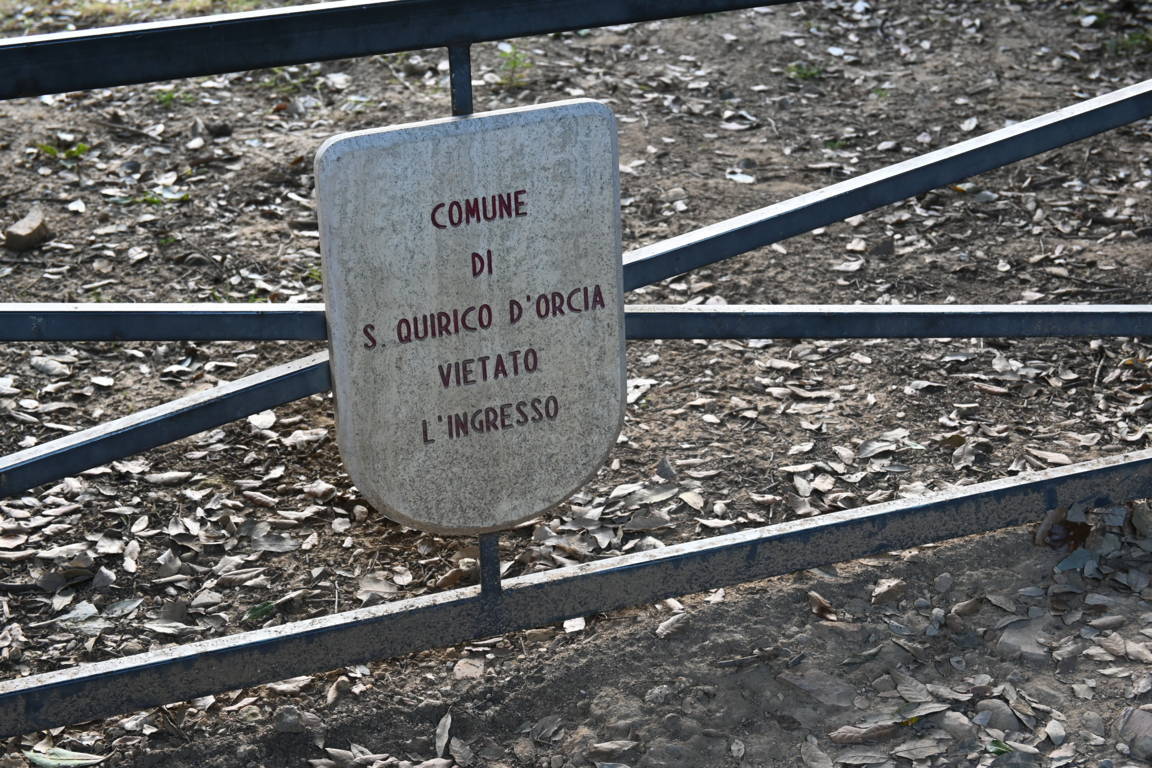 COMUNE
DI
S. QUIRICO D'ORCIA
VIETATO
L'INGRESSO